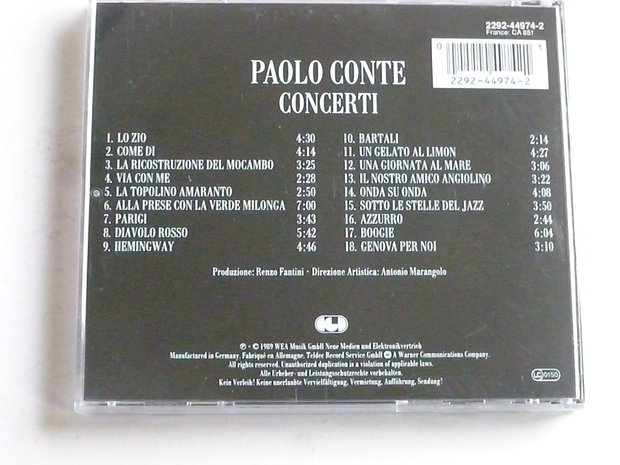 2292-44974-2
France: CA 851
0 1
2292-44974-2
PAOLO CONTE
CONCERTI
1. LO ZIO 4:30
2. COME DI 4:14
3. LA RICOSTRUZIONE DEL MOCAMBO 3:25
4. VIA CON ME 2:28
5. LA TOPOLINO AMARANTO 2:50
6. ALLA PRESE CON LA VERDE MILONGA 7:00
7. PARIGI 3:43
8. DIAVOLO ROSSO 5:42
9. HEMINGWAY 4:46
10. BARTALI 2:14
11. UN GELATO AL LIMON 4:27
12. UNA GIORNATA AL MARE 3:06
13. IL NOSTRO AMICO ANGIOLINO 3:22
14. ONDA SU ONDA 4:08
15. SOTTO LE STELLE DEL JAZZ 3:50
16. AZZURRO 2:44
17. BOOGIE 6:04
18. GENOVA PER NOI 3:10
Produzione: Renzo Fantini · Direzione Artistica: Antonio Marangolo
℗ · © 1989 WEA Musik GmbH Neue Medien und Elektronikvertrieb
Manufactured in Germany. Fabriqué en Allemagne. Teldec Record Service GmbH A Warner Communications Company.
All rights reserved. Unauthorized duplication is a violation of applicable laws.
Alle Urheber- und Leistungsschutzrechte vorbehalten.
Kein Verleih! Keine unerlaubte Vervielfältigung, Vermietung, Aufführung, Sendung!
LC 0150